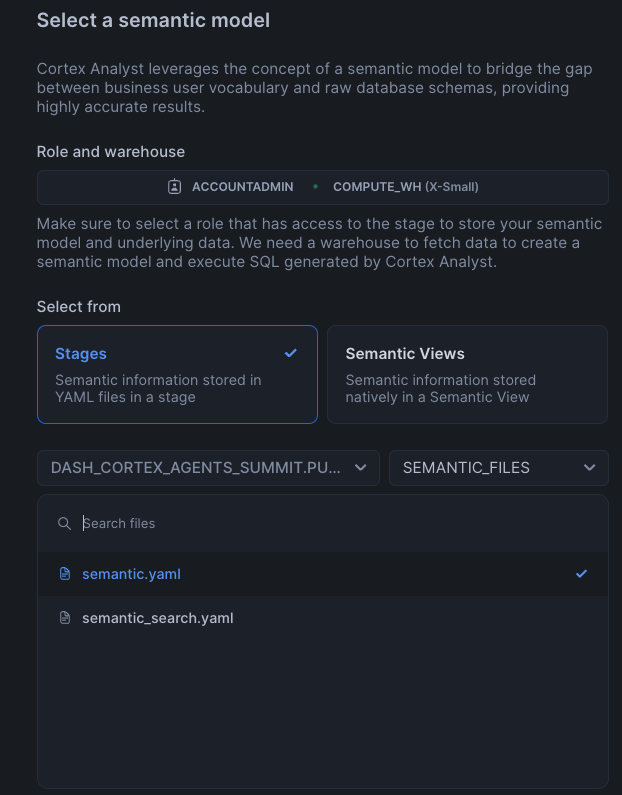 Select a semantic model
Cortex Analyst leverages the concept of a semantic model to bridge the gap
between business user vocabulary and raw database schemas, providing
highly accurate results.
Role and warehouse
ACCOUNTADMIN • COMPUTE_WH (X-Small)
Make sure to select a role that has access to the stage to store your semantic
model and underlying data. We need a warehouse to fetch data to create a
semantic model and execute SQL generated by Cortex Analyst.
Select from
Stages
Semantic information stored in
YAML files in a stage
Semantic Views
Semantic information stored
natively in a Semantic View
DASH_CORTEX_AGENTS_SUMMIT.PU...
SEMANTIC_FILES
Search files
semantic.yaml
semantic_search.yaml